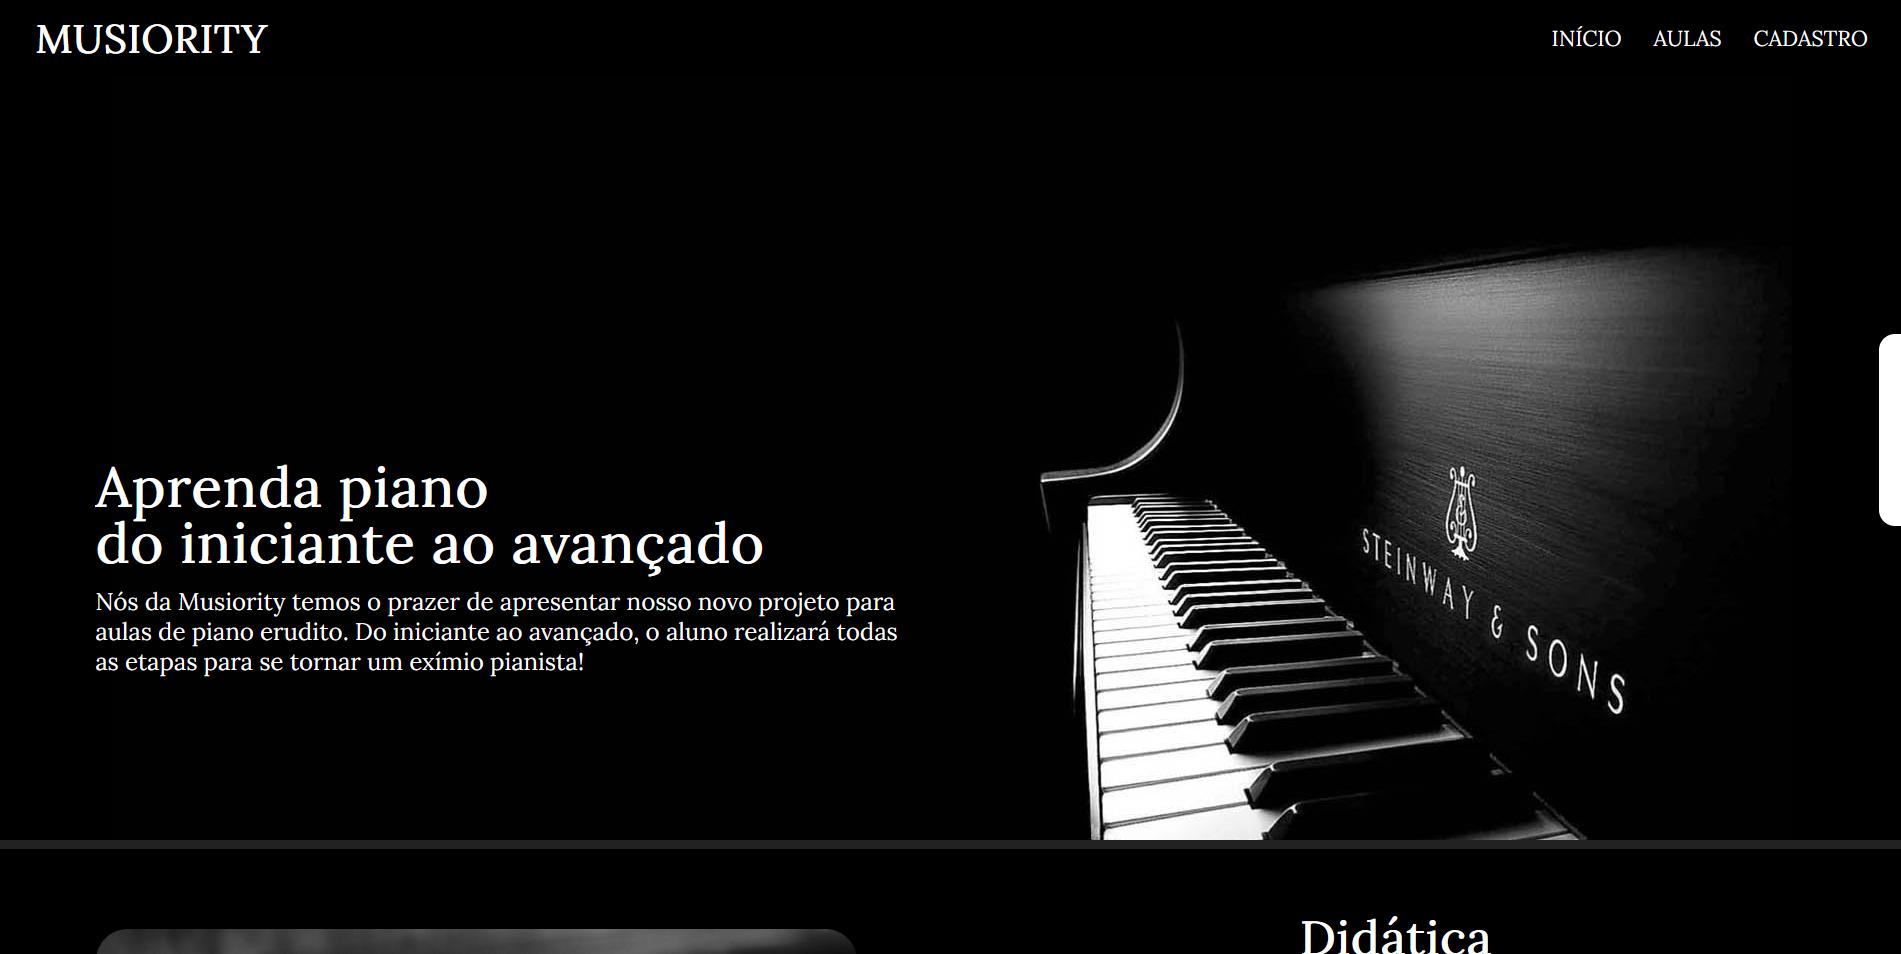 MUSIORITY
INÍCIO AULAS CADASTRO
Aprenda piano
do iniciante ao avançado
Nós da Musiority temos o prazer de apresentar nosso novo projeto para
aulas de piano erudito. Do iniciante ao avançado, o aluno realizará todas
as etapas para se tornar um exímio pianista!
STEINWAY & SONS
Didática